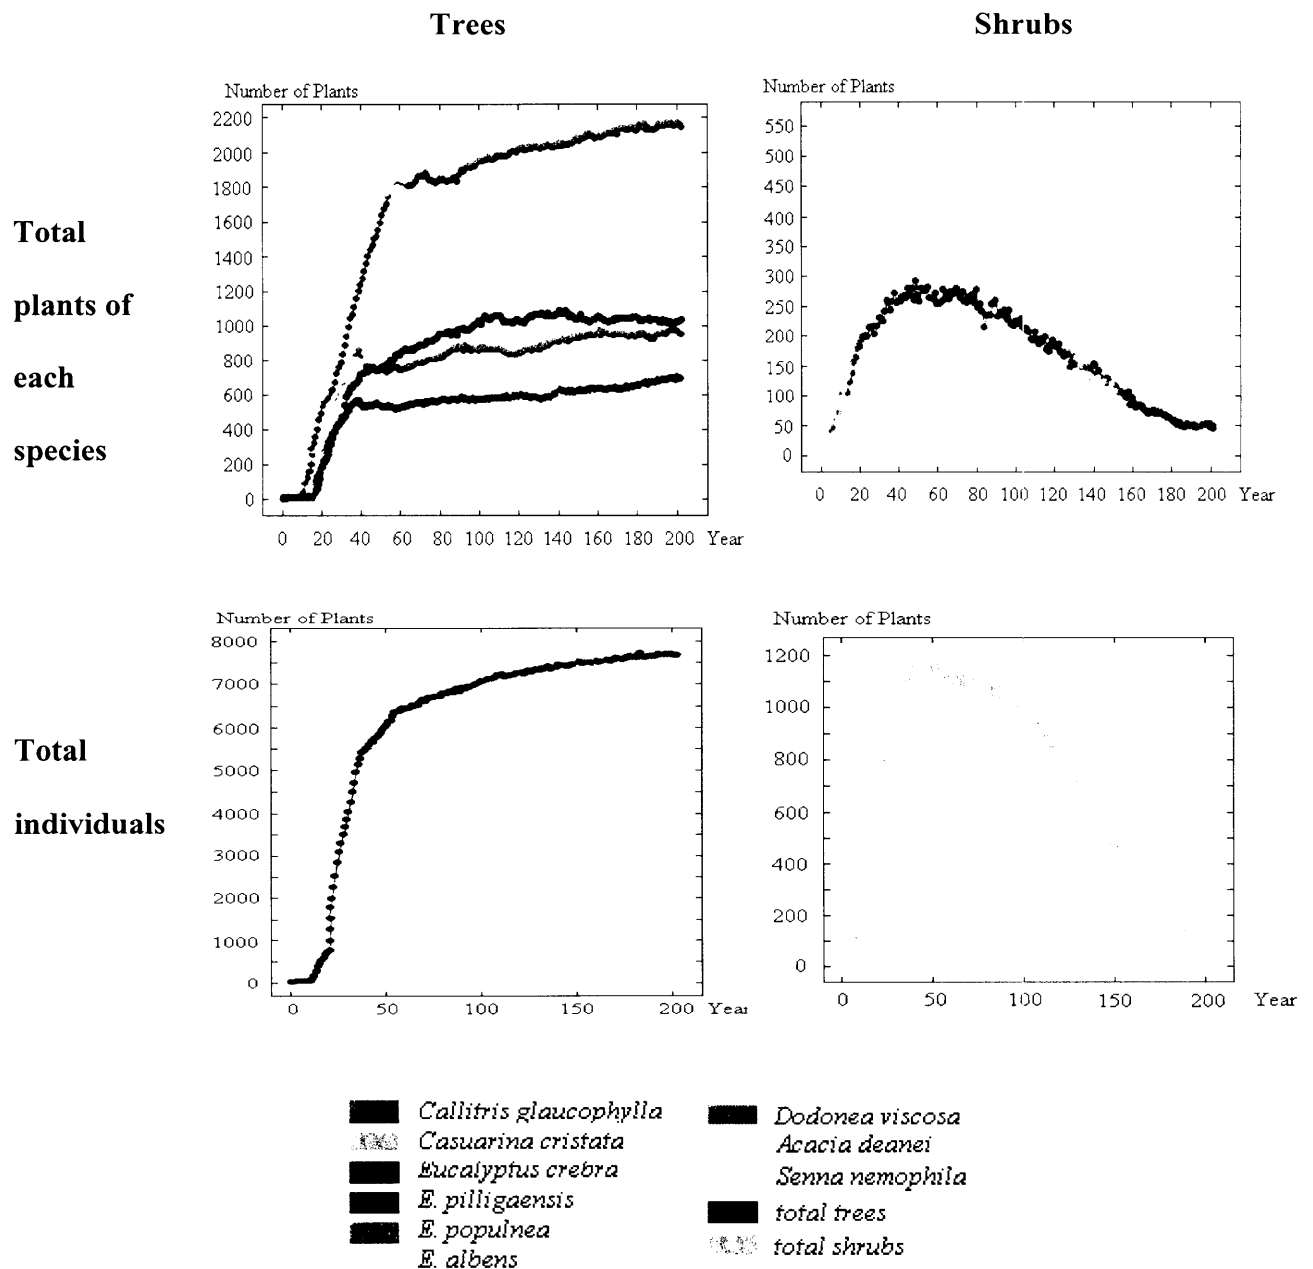 Trees
Shrubs
Total
plants of
each
species
Number of Plants
2200
2000
1800
1600
1400
1200
1000
800
600
400
200
0
0 20 40 60 80 100 120 140 160 180 200 Year
Number of Plants
550
500
450
400
350
300
250
200
150
100
50
0
0 20 40 60 80 100 120 140 160 180 200 Year
Total
individuals
Number of Plants
8000
7000
6000
5000
4000
3000
2000
1000
0
0 50 100 150 200 Year
Number of Plants
1200
1000
800
600
400
200
0
0 50 100 150 200 Year
Callitris glaucophylla
Casuarina cristata
Eucalyptus crebra
E. pilligaensis
E. populnea
E. albens
Dodonea viscosa
Acacia deanei
Senna nemophila
total trees
total shrubs